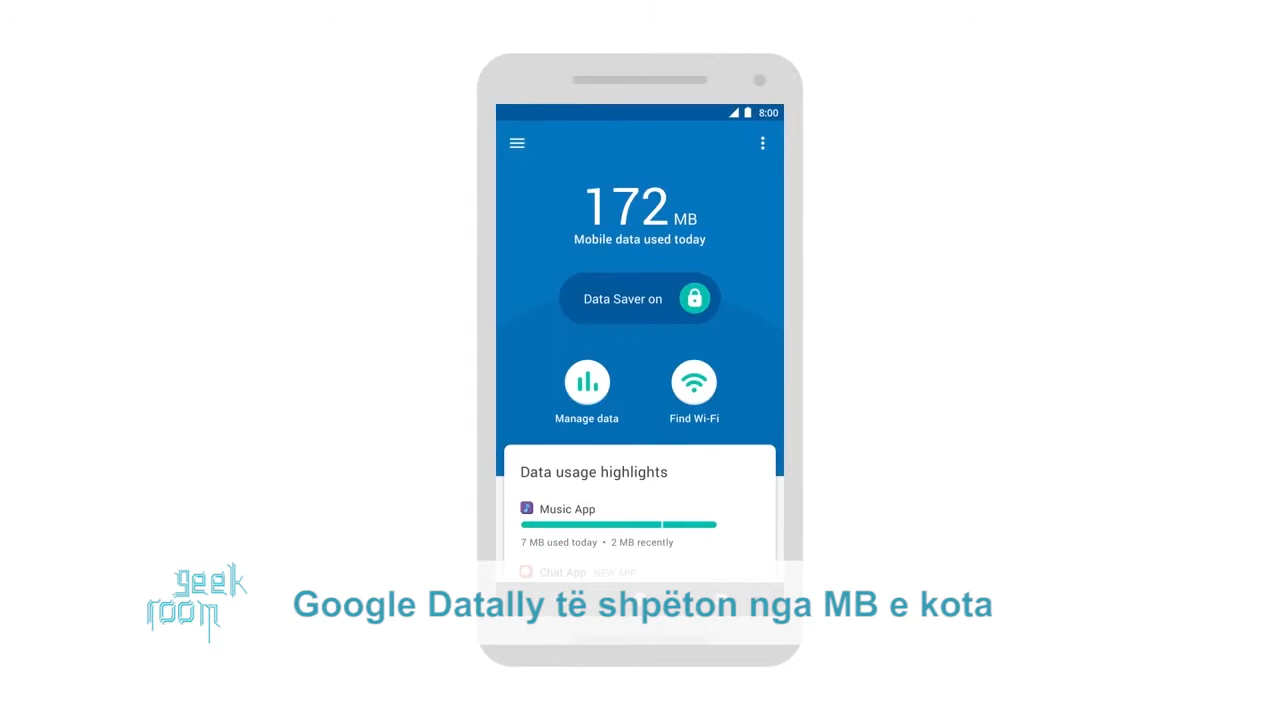 8:00
172 MB
Mobile data used today
Data Saver on
Manage data
Find Wi-Fi
Data usage highlights
Music App
7 MB used today • 2 MB recently
Chat App NEW APP
geek
room
Google Datally të shpëton nga MB e kota